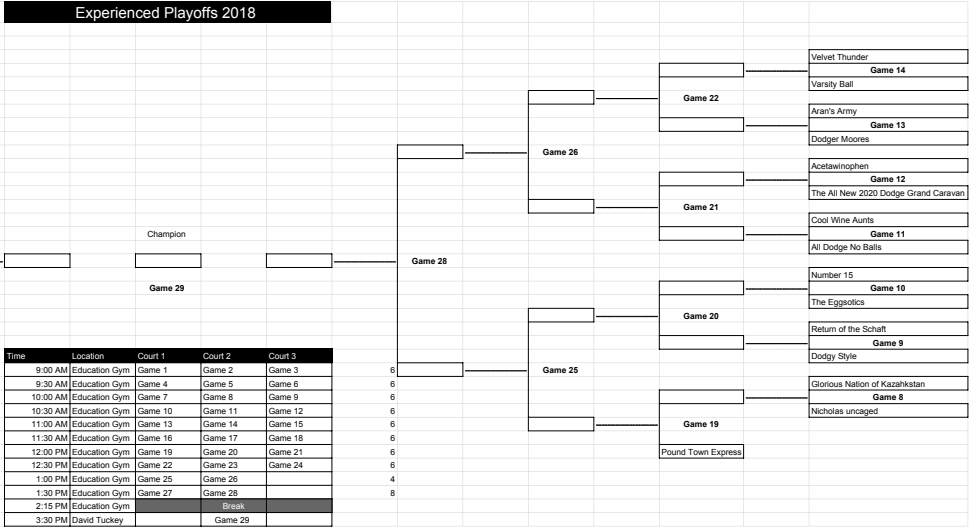 Experienced Playoffs 2018
Velvet Thunder
Game 14
Varsity Ball
Game 22
Aran's Army
Game 13
Dodger Moores
Game 26
Acetawinophen
Game 12
The All New 2020 Dodge Grand Caravan
Game 21
Cool Wine Aunts
Game 11
All Dodge No Balls
Champion
Game 28
Game 29
Number 15
Game 10
The Eggsotics
Game 20
Return of the Schaft
Game 9
Dodgy Style
Game 25
Glorious Nation of Kazahkstan
Game 8
Nicholas uncaged
Game 19
Pound Town Express
Time Location Court 1 Court 2 Court 3
9:00 AM Education Gym Game 1 Game 2 Game 3 6
9:30 AM Education Gym Game 4 Game 5 Game 6 6
10:00 AM Education Gym Game 7 Game 8 Game 9 6
10:30 AM Education Gym Game 10 Game 11 Game 12 6
11:00 AM Education Gym Game 13 Game 14 Game 15 6
11:30 AM Education Gym Game 16 Game 17 Game 18 6
12:00 PM Education Gym Game 19 Game 20 Game 21 6
12:30 PM Education Gym Game 22 Game 23 Game 24 6
1:00 PM Education Gym Game 25 Game 26 4
1:30 PM Education Gym Game 27 Game 28 8
2:15 PM Education Gym Break
3:30 PM David Tuckey Game 29